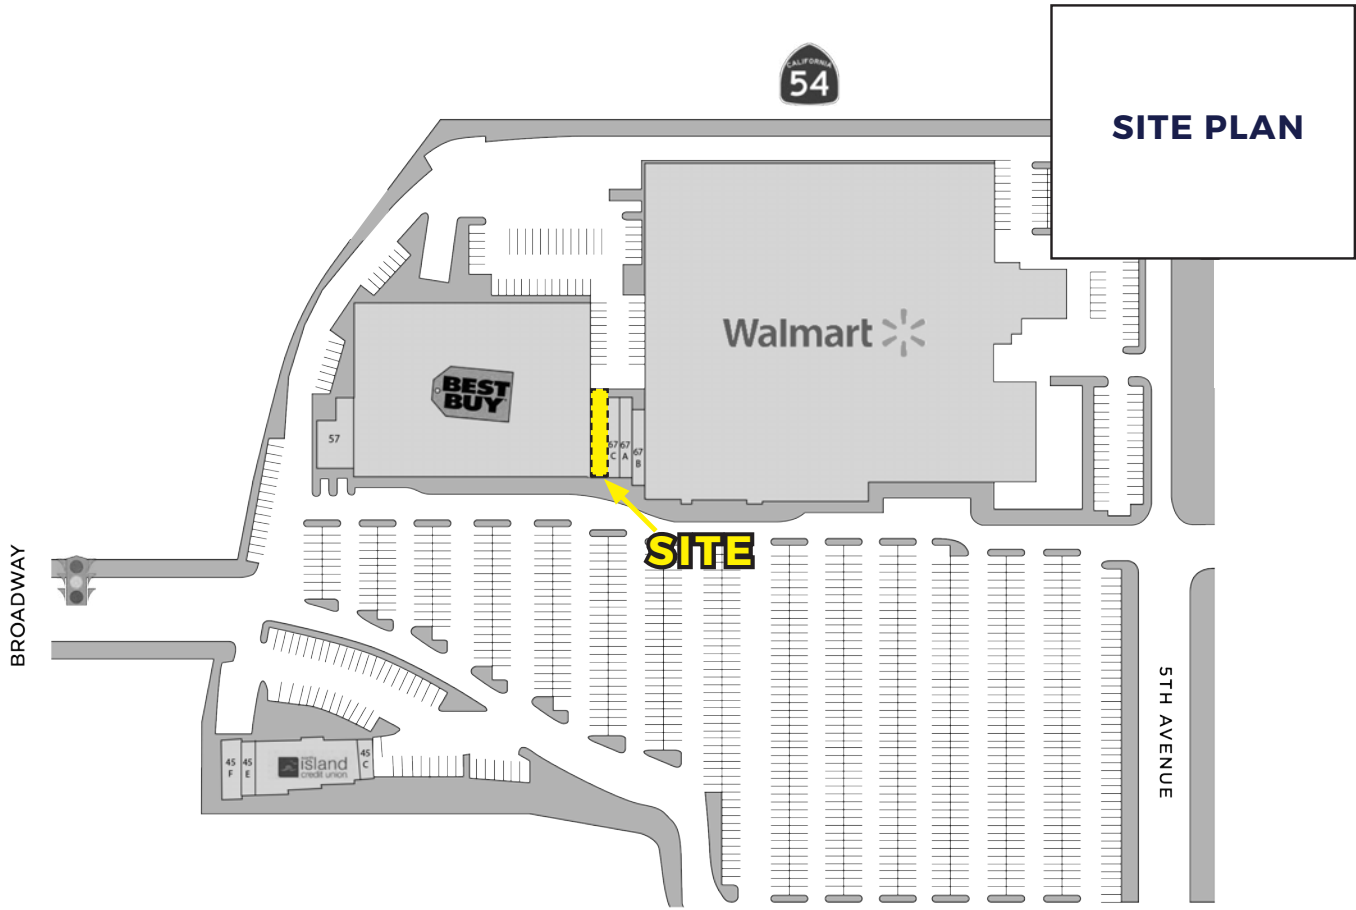 CALIFORNIA
54
SITE PLAN
Walmart
BEST
BUY
57
67
C
67
A
67
B
SITE
BROADWAY
5TH AVENUE
45
F
45
E
island
credit union
45
C